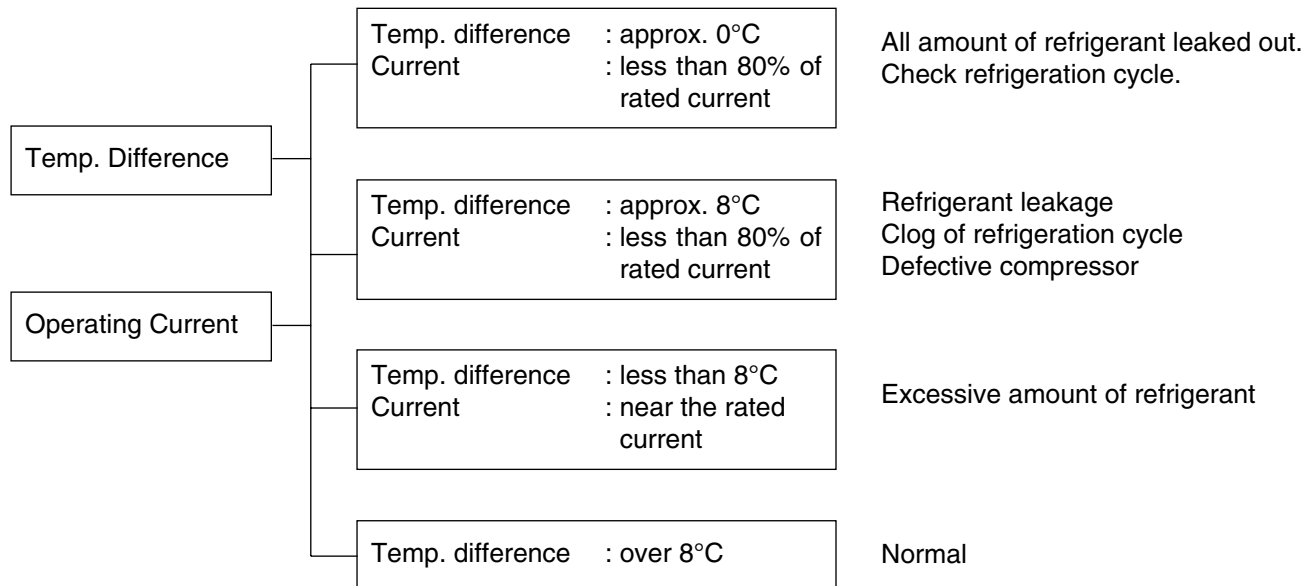 Temp. Difference
Operating Current
Temp. difference : approx. 0°C
Current : less than 80% of
rated current
All amount of refrigerant leaked out.
Check refrigeration cycle.
Temp. difference : approx. 8°C
Current : less than 80% of
rated current
Refrigerant leakage
Clog of refrigeration cycle
Defective compressor
Temp. difference : less than 8°C
Current : near the rated
current
Excessive amount of refrigerant
Temp. difference : over 8°C
Normal